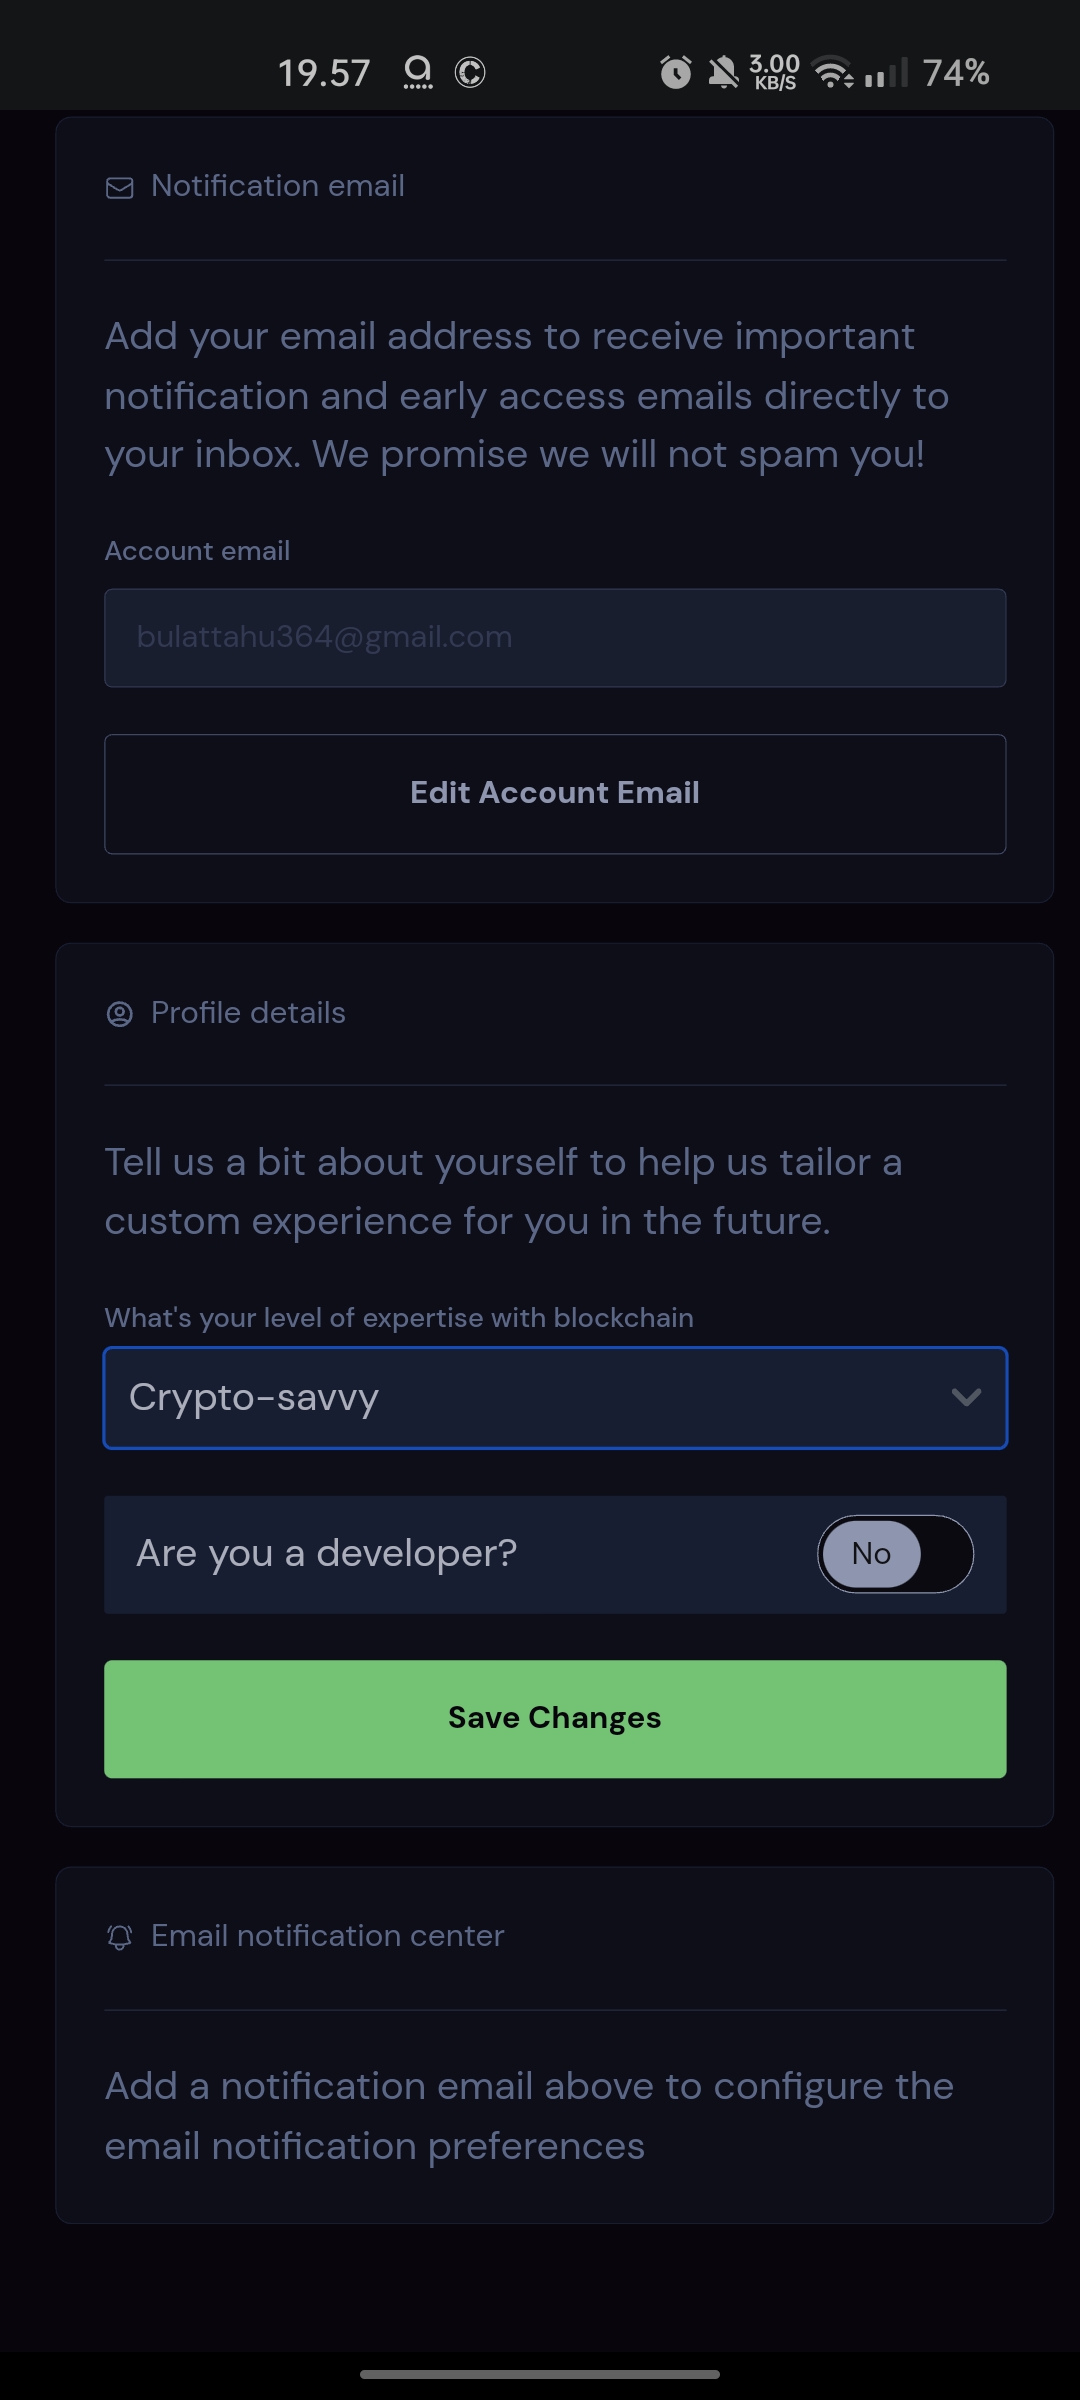 19.57
3.00
KB/S
74%
Notification email
Add your email address to receive important
notification and early access emails directly to
your inbox. We promise we will not spam you!
Account email
bulattahu364@gmail.com
Edit Account Email
Profile details
Tell us a bit about yourself to help us tailor a
custom experience for you in the future.
What's your level of expertise with blockchain
Crypto-savvy
Are you a developer?
No
Save Changes
Email notification center
Add a notification email above to configure the
email notification preferences